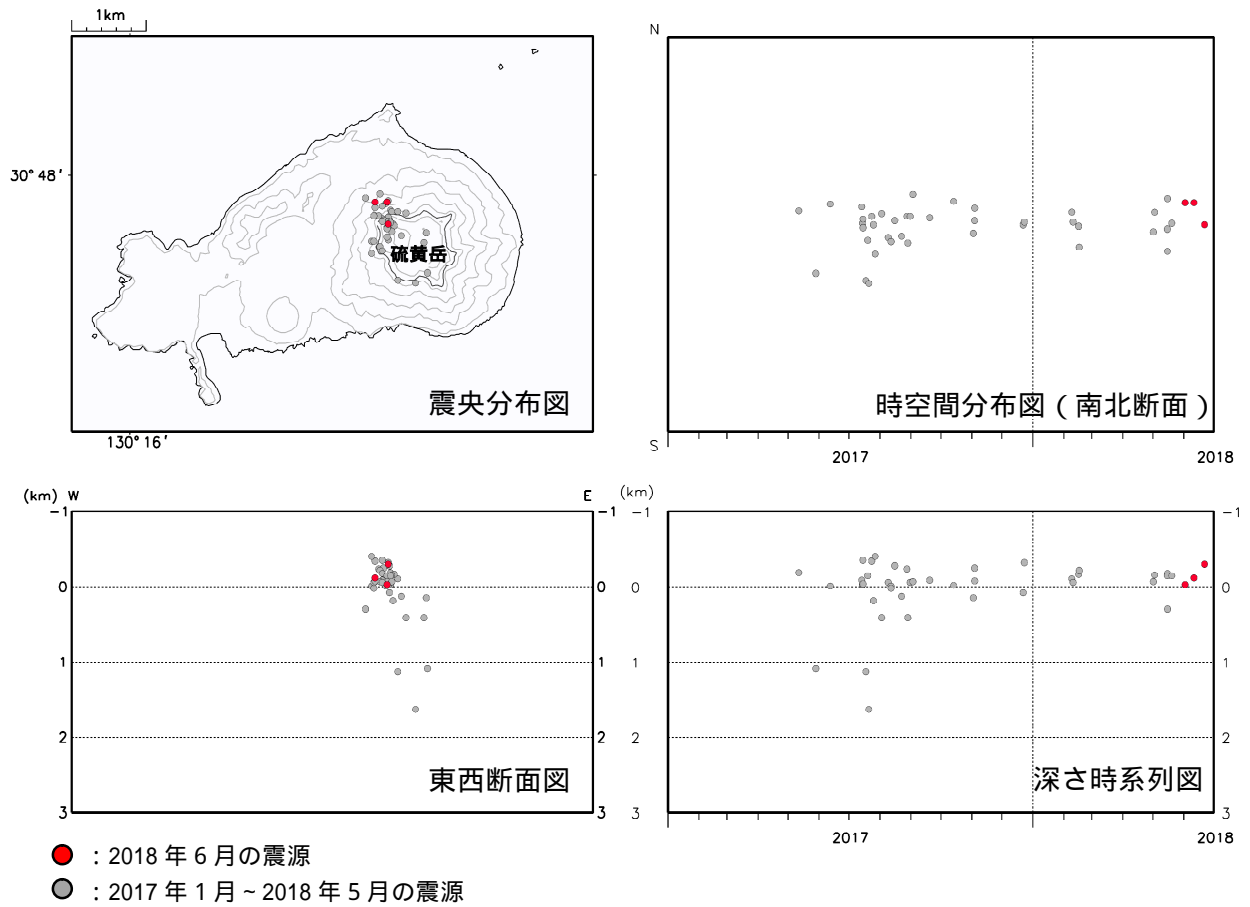 1km
30° 48′
硫黄岳
震央分布図
130° 16′
N
時空間分布図（南北断面）
S
2017
2018
(km) W
E
-1
-1
0
0
1
1
2
2
3
3
東西断面図
(km)
-1
-1
0
0
1
1
2
2
3
3
深さ時系列図
2017
2018
：2018 年 6 月の震源
：2017 年 1 月～2018 年 5 月の震源